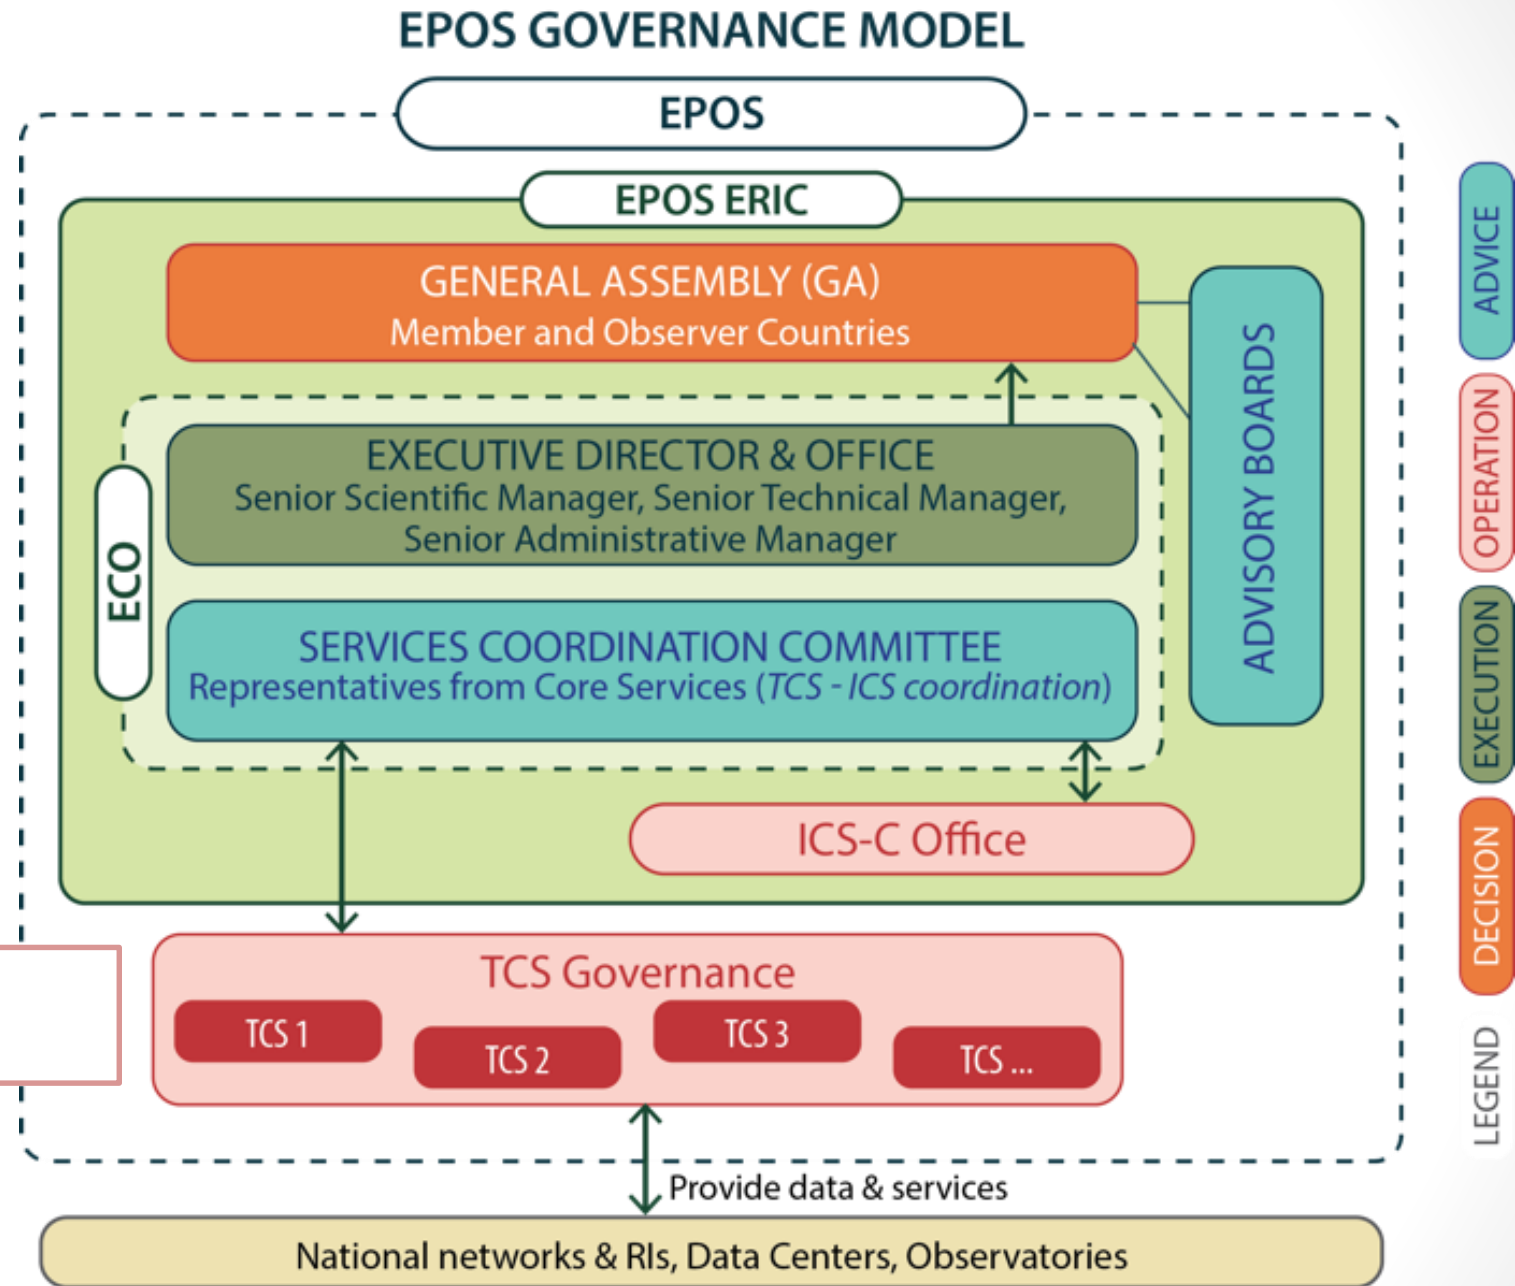 EPOS GOVERNANCE MODEL
EPOS
EPOS ERIC
GENERAL ASSEMBLY (GA)
Member and Observer Countries
EXECUTIVE DIRECTOR & OFFICE
Senior Scientific Manager, Senior Technical Manager,
Senior Administrative Manager
ECO
SERVICES COORDINATION COMMITTEE
Representatives from Core Services (TCS - ICS coordination)
ADVISORY BOARDS
ICS-C Office
TCS Governance
TCS 1
TCS 2
TCS 3
TCS ...
Provide data & services
National networks & RIs, Data Centers, Observatories
ADVICE
OPERATION
EXECUTION
DECISION
LEGEND